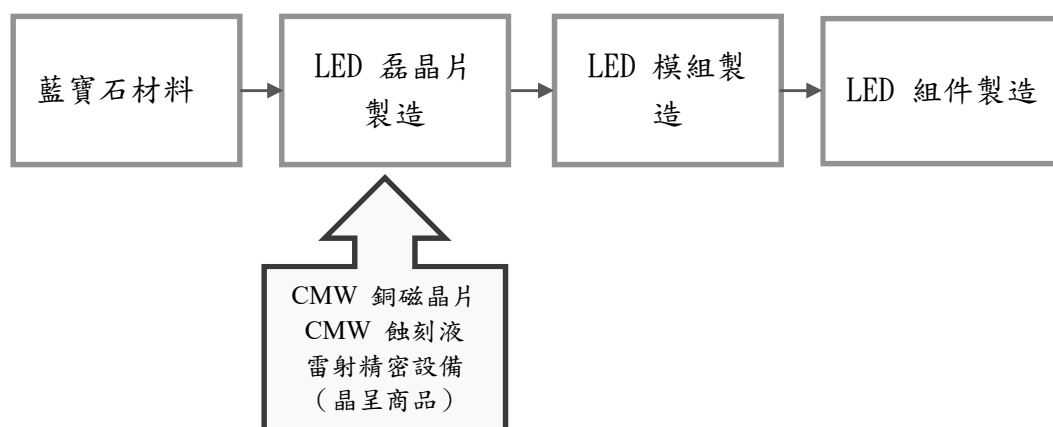 藍寶石材料
LED 磊晶片
製造
LED 模組製
造
LED 組件製造
CMW 銅磁晶片
CMW 蝕刻液
雷射精密設備
（晶呈商品）